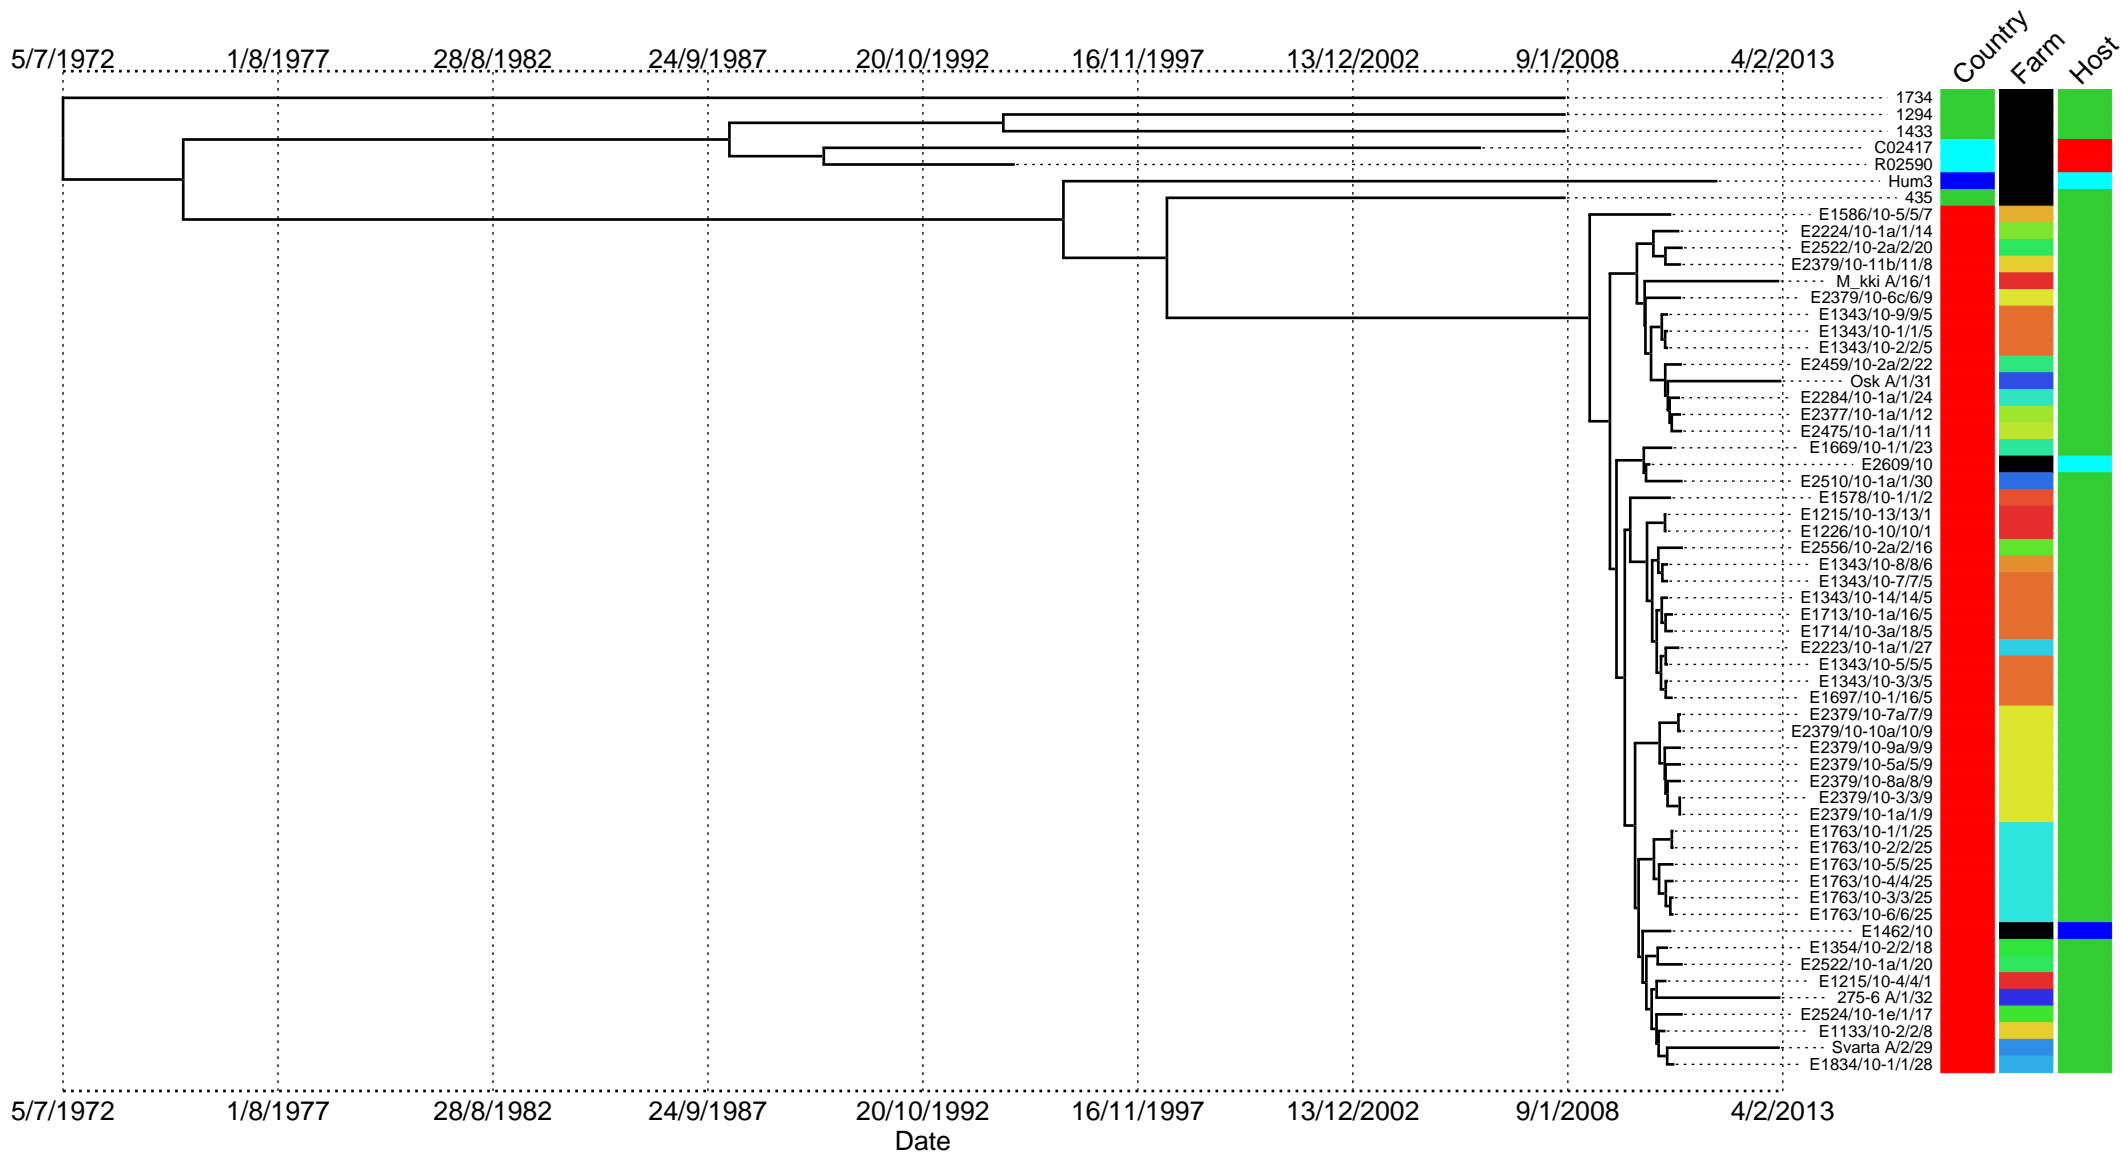 5/7/1972 1/8/1977 28/8/1982 24/9/1987 20/10/1992 16/11/1997 13/12/2002 9/1/2008 4/2/2013 Country Farm Host
1734
1294
1433
C02417
R02590
Hum3
435
E1586/10-5/5/7
E2224/10-1a/1/14
E2522/10-2a/2/20
E2379/10-11b/11/8
M_kki A/16/1
E2379/10-6c/6/9
E1343/10-9/9/5
E1343/10-1/1/5
E1343/10-2/2/5
E2459/10-2a/2/22
Osk A/1/31
E2284/10-1a/1/24
E2377/10-1a/1/12
E2475/10-1a/1/11
E1669/10-1/1/23
E2609/10
E2510/10-1a/1/30
E1578/10-1/1/2
E1215/10-13/13/1
E1226/10-10/10/1
E2556/10-2a/2/16
E1343/10-8/8/6
E1343/10-7/7/5
E1343/10-14/14/5
E1713/10-1a/16/5
E1714/10-3a/18/5
E2223/10-1a/1/27
E1343/10-5/5/5
E1343/10-3/3/5
E1697/10-1/16/5
E2379/10-7a/7/9
E2379/10-10a/10/9
E2379/10-9a/9/9
E2379/10-5a/5/9
E2379/10-8a/8/9
E2379/10-3/3/9
E2379/10-1a/1/9
E1763/10-1/1/25
E1763/10-2/2/25
E1763/10-5/5/25
E1763/10-4/4/25
E1763/10-3/3/25
E1763/10-6/6/25
E1462/10
E1354/10-2/2/18
E2522/10-1a/1/20
E1215/10-4/4/1
275-6 A/1/32
E2524/10-1e/1/17
E1133/10-2/2/8
Svarta A/2/29
E1834/10-1/1/28
5/7/1972 1/8/1977 28/8/1982 24/9/1987 20/10/1992 16/11/1997 13/12/2002 9/1/2008 4/2/2013
Date